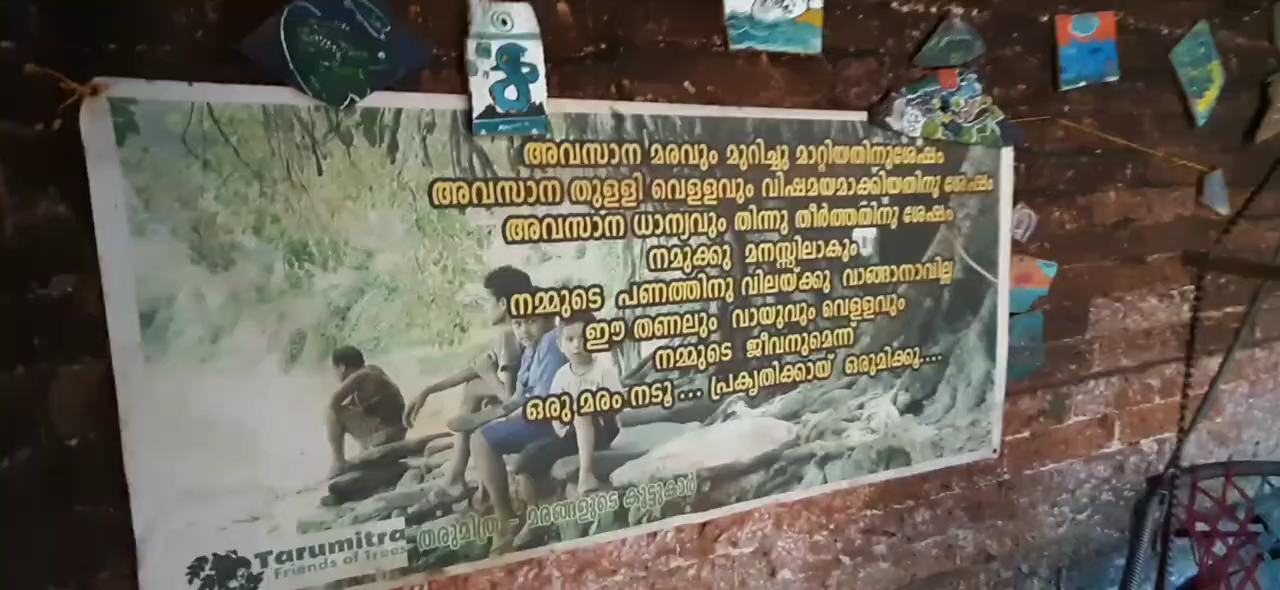 അവസാന മരവും മുറിച്ചു മാറ്റിയതിനുശേഷം
അവസാന തുള്ളി വെള്ളവും വിഷമയമാക്കിയതിനു ശേഷം
അവസാന ധാന്യവും തിന്നു തീർത്തതിനു ശേഷം
നമുക്കു മനസ്സിലാകും
നമ്മുടെ പണത്തിനു വിലയ്ക്കു വാങ്ങാനാവില്ല
ഈ തണലും വായുവും വെള്ളവും
നമ്മുടെ ജീവനുമെന്ന്
ഒരു മരം നടൂ... പ്രകൃതിക്കായ് ഒരുമിക്കൂ....
തരുമിത്ര - മരങ്ങളുടെ കൂട്ടുകാർ
Tarumitra
Friends of Trees